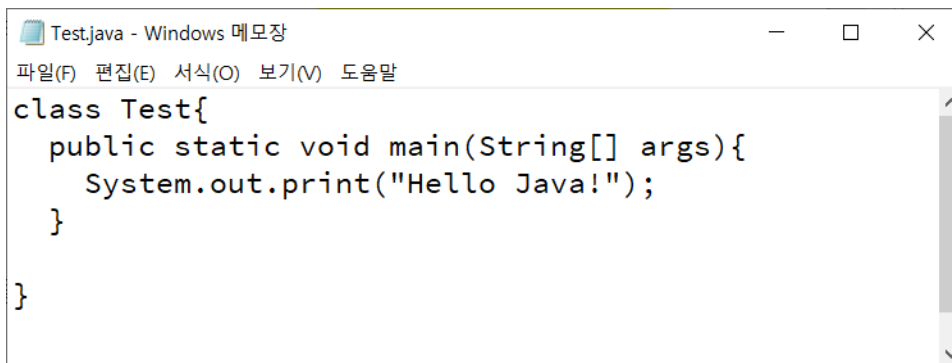 Test.java - Windows 메모장
파일(F) 편집(E) 서식(O) 보기(V) 도움말
class Test{
  public static void main(String[] args){
    System.out.print("Hello Java!");
  }
}